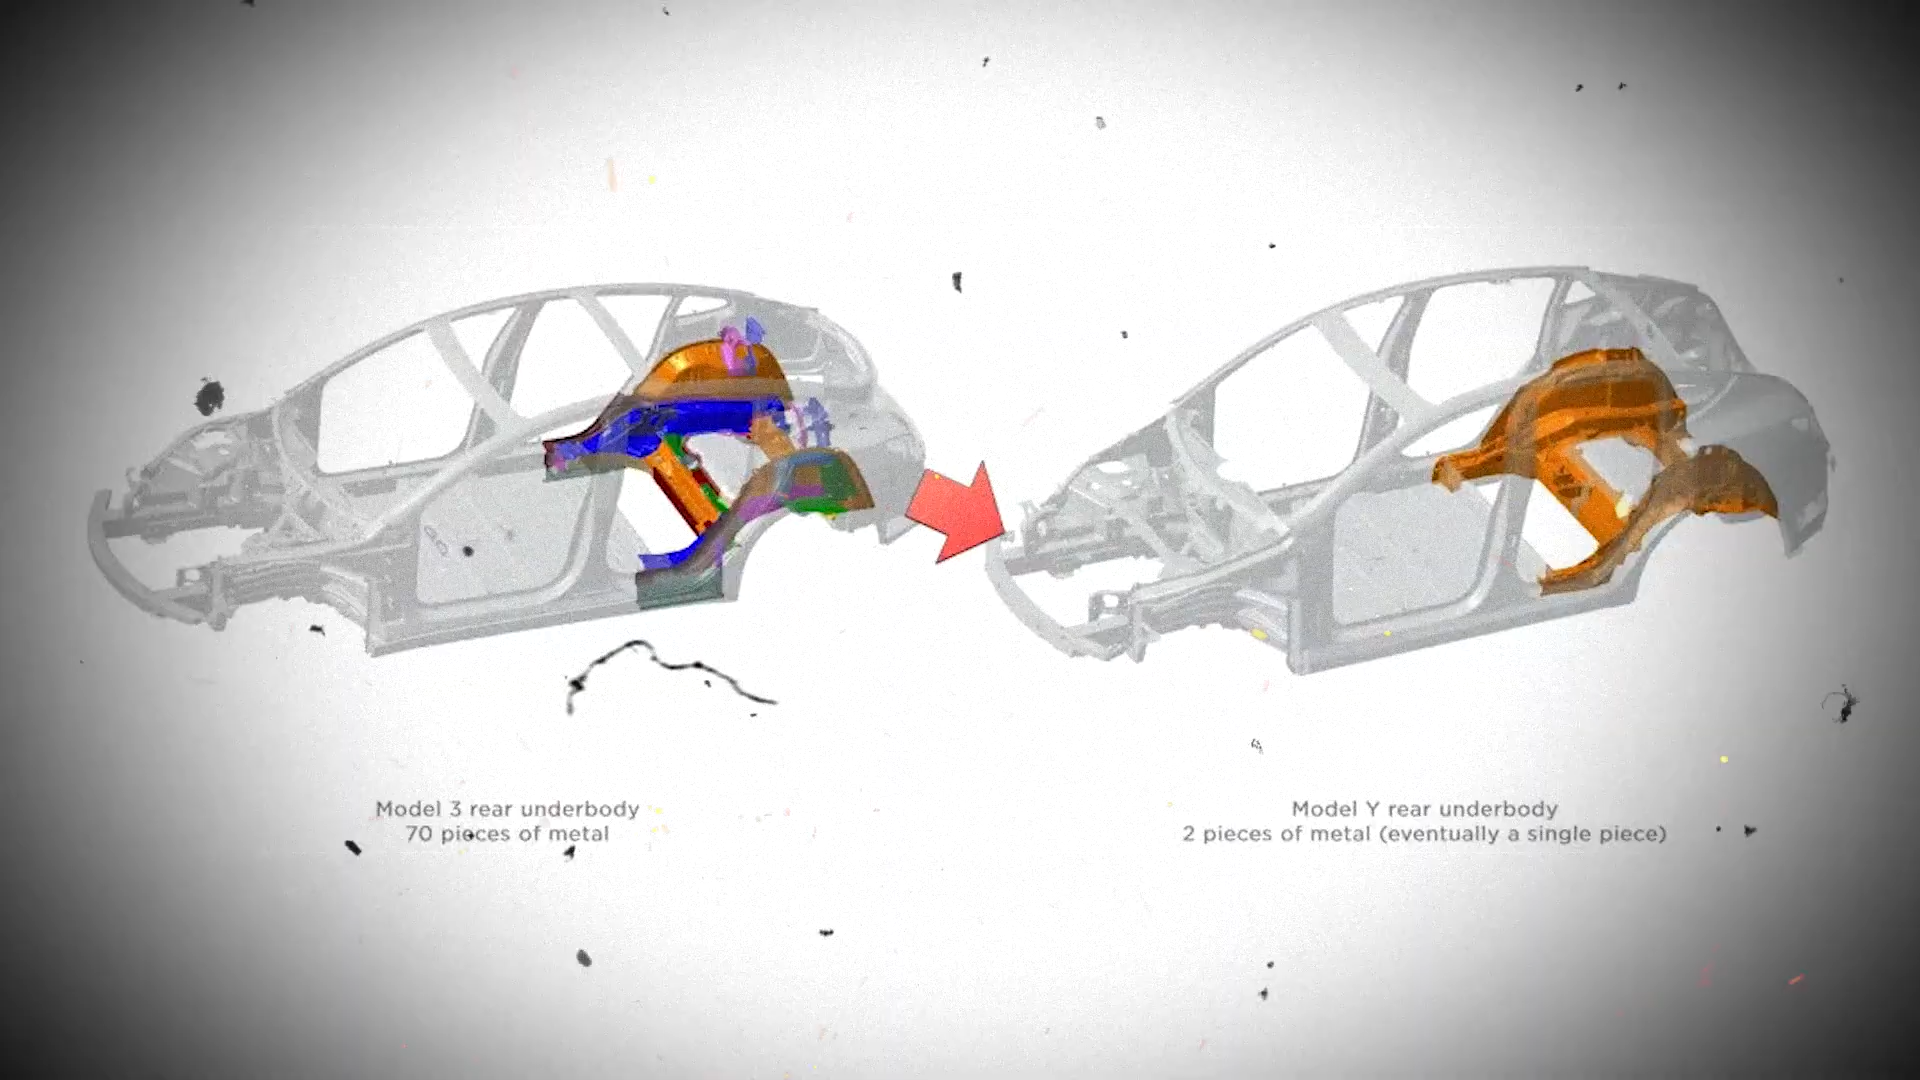 Model 3 rear underbody
70 pieces of metal
Model Y rear underbody
2 pieces of metal (eventually a single piece)